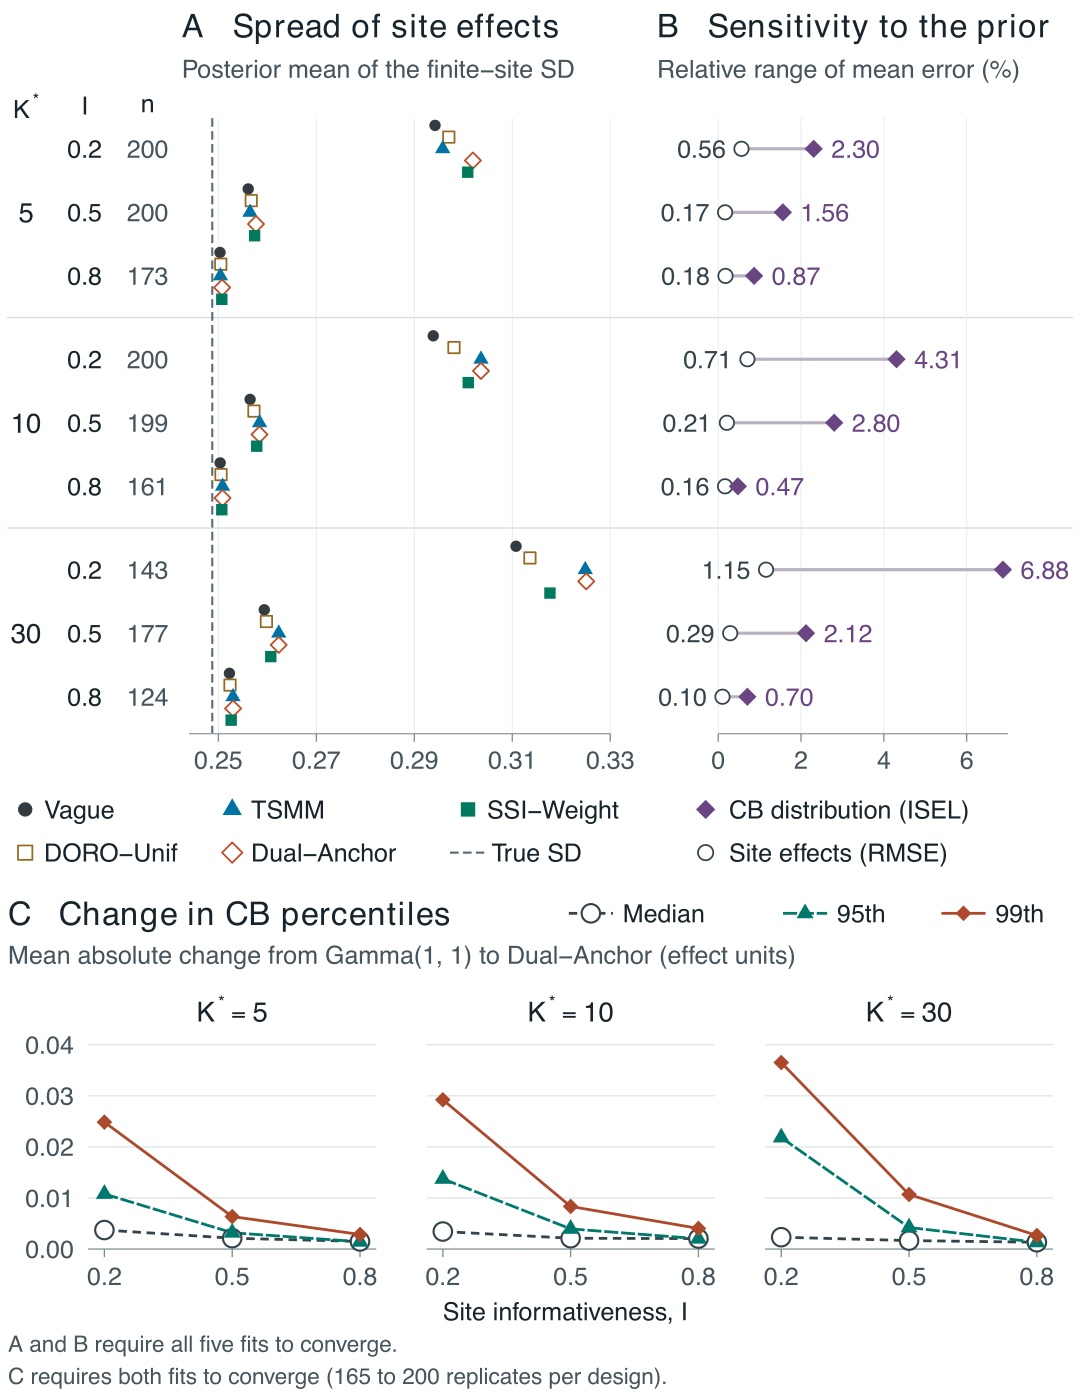 A Spread of site effects B Sensitivity to the prior
Posterior mean of the finite−site SD Relative range of mean error (%)
K* I n
0.2 200 0.56 2.30
5 0.5 200 0.17 1.56
0.8 173 0.18 0.87
0.2 200 0.71 4.31
10 0.5 199 0.21 2.80
0.8 161 0.16 0.47
0.2 143 1.15 6.88
30 0.5 177 0.29 2.12
0.8 124 0.10 0.70
0.25 0.27 0.29 0.31 0.33 0 2 4 6
Vague TSMM SSI−Weight CB distribution (ISEL)
DORO−Unif Dual−Anchor True SD Site effects (RMSE)
C Change in CB percentiles Median 95th 99th
Mean absolute change from Gamma(1, 1) to Dual−Anchor (effect units)
K* = 5 K* = 10 K* = 30
0.04
0.03
0.02
0.01
0.00
0.2 0.5 0.8 0.2 0.5 0.8 0.2 0.5 0.8
Site informativeness, I
A and B require all five fits to converge.
C requires both fits to converge (165 to 200 replicates per design).